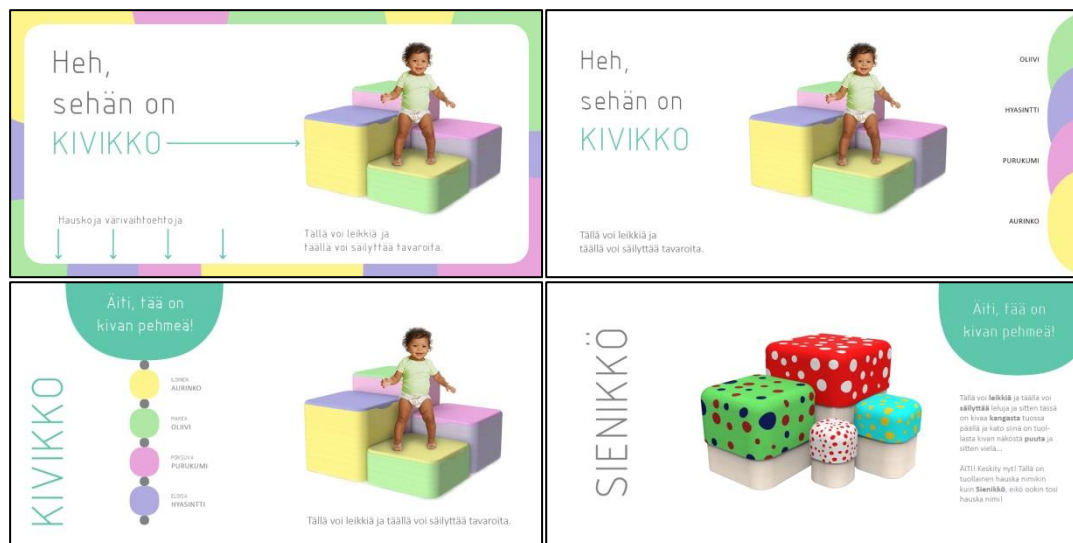 Heh,
sehän on
KIVIKKO
Hauskoja värivaihtoehtoja
Tällä voi leikkiä ja
täällä voi säilyttää tavaroita.
Heh,
sehän on
KIVIKKO
Tällä voi leikkiä ja
täällä voi säilyttää tavaroita.
OLIIVI
HYASINTTI
PURUKUMI
AURINKO
Äiti, tää on
kivan pehmeä!
KIVIKKO
ILOINEN
AURINKO
MAKEA
OLIIVI
PÖKSUVA
PURUKUMI
ELOISA
HYASINTTI
Tällä voi leikkiä ja täällä voi säilyttää tavaroita.
SIENIKKÖ
Äiti, tää on
kivan pehmeä!
Tällä voi leikkiä ja täällä voi
säilyttää leluja ja sitten tässä
on kivaa kangasta tuossa
päällä ja kato siinä on tuol-
lasta kivan näköstä puuta ja
sitten vielä...
ÄITI! Keskity nyt! Tällä on
tuollainen hauska nimikin
kuin Sienikkö, eikö ookin tosi
hauska nimi!